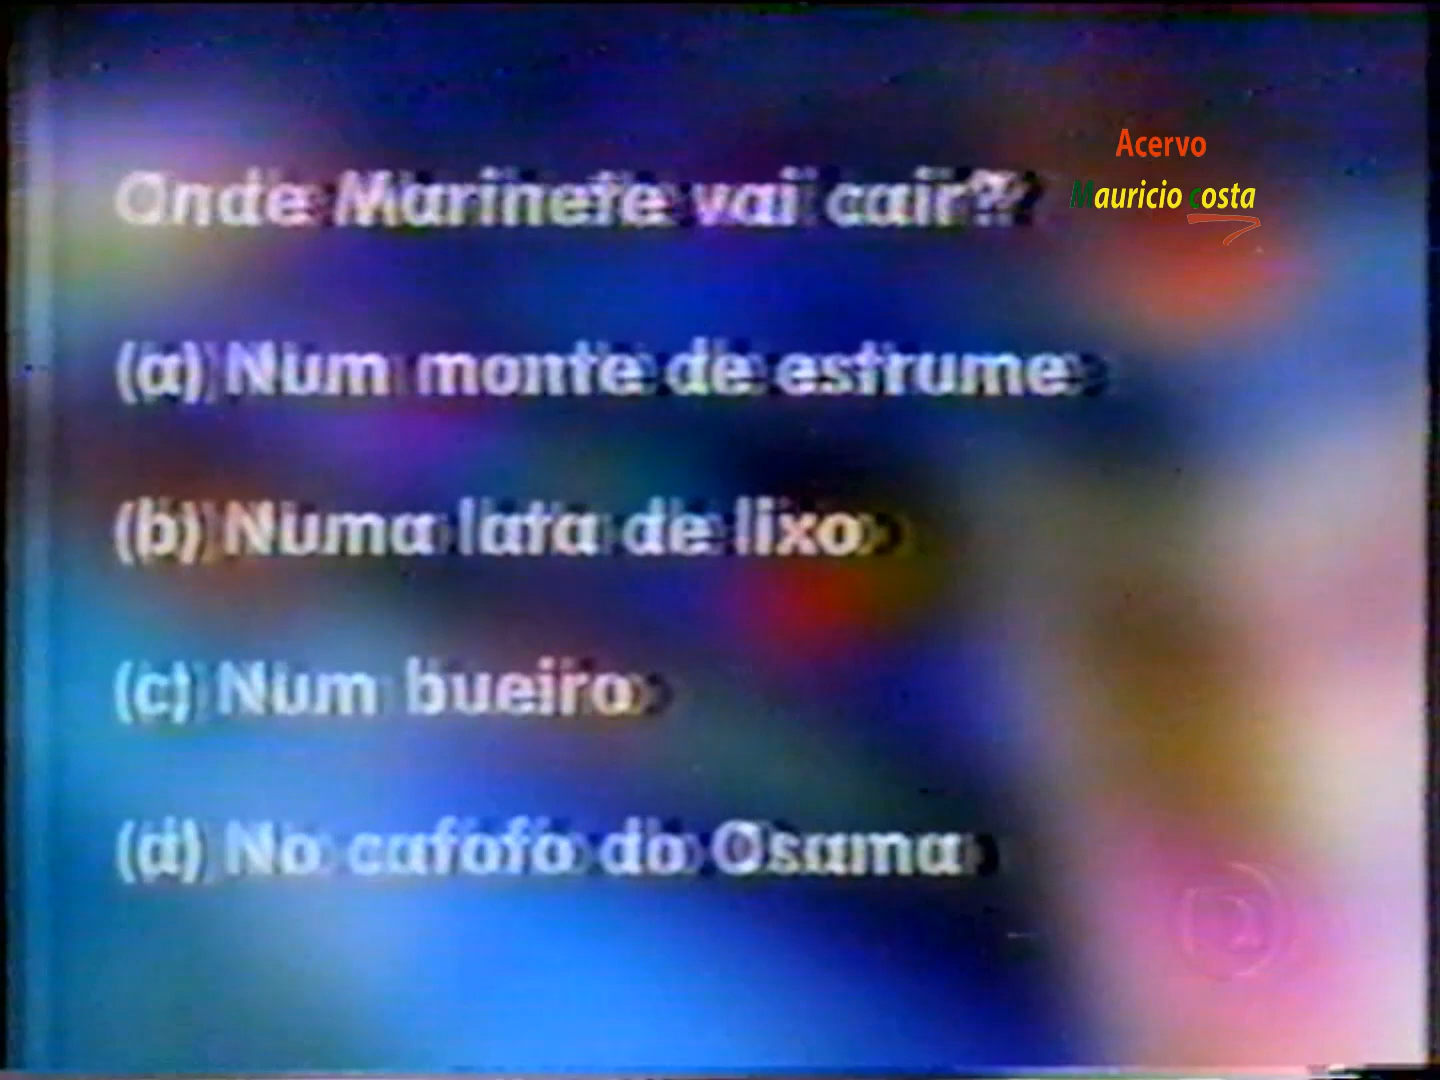 Onde Marinete vai cair?
Acervo
Mauricio costa
(a) Num monte de estrume
(b) Numa lata de lixo
(c) Num bueiro
(d) No cafofo do Osama